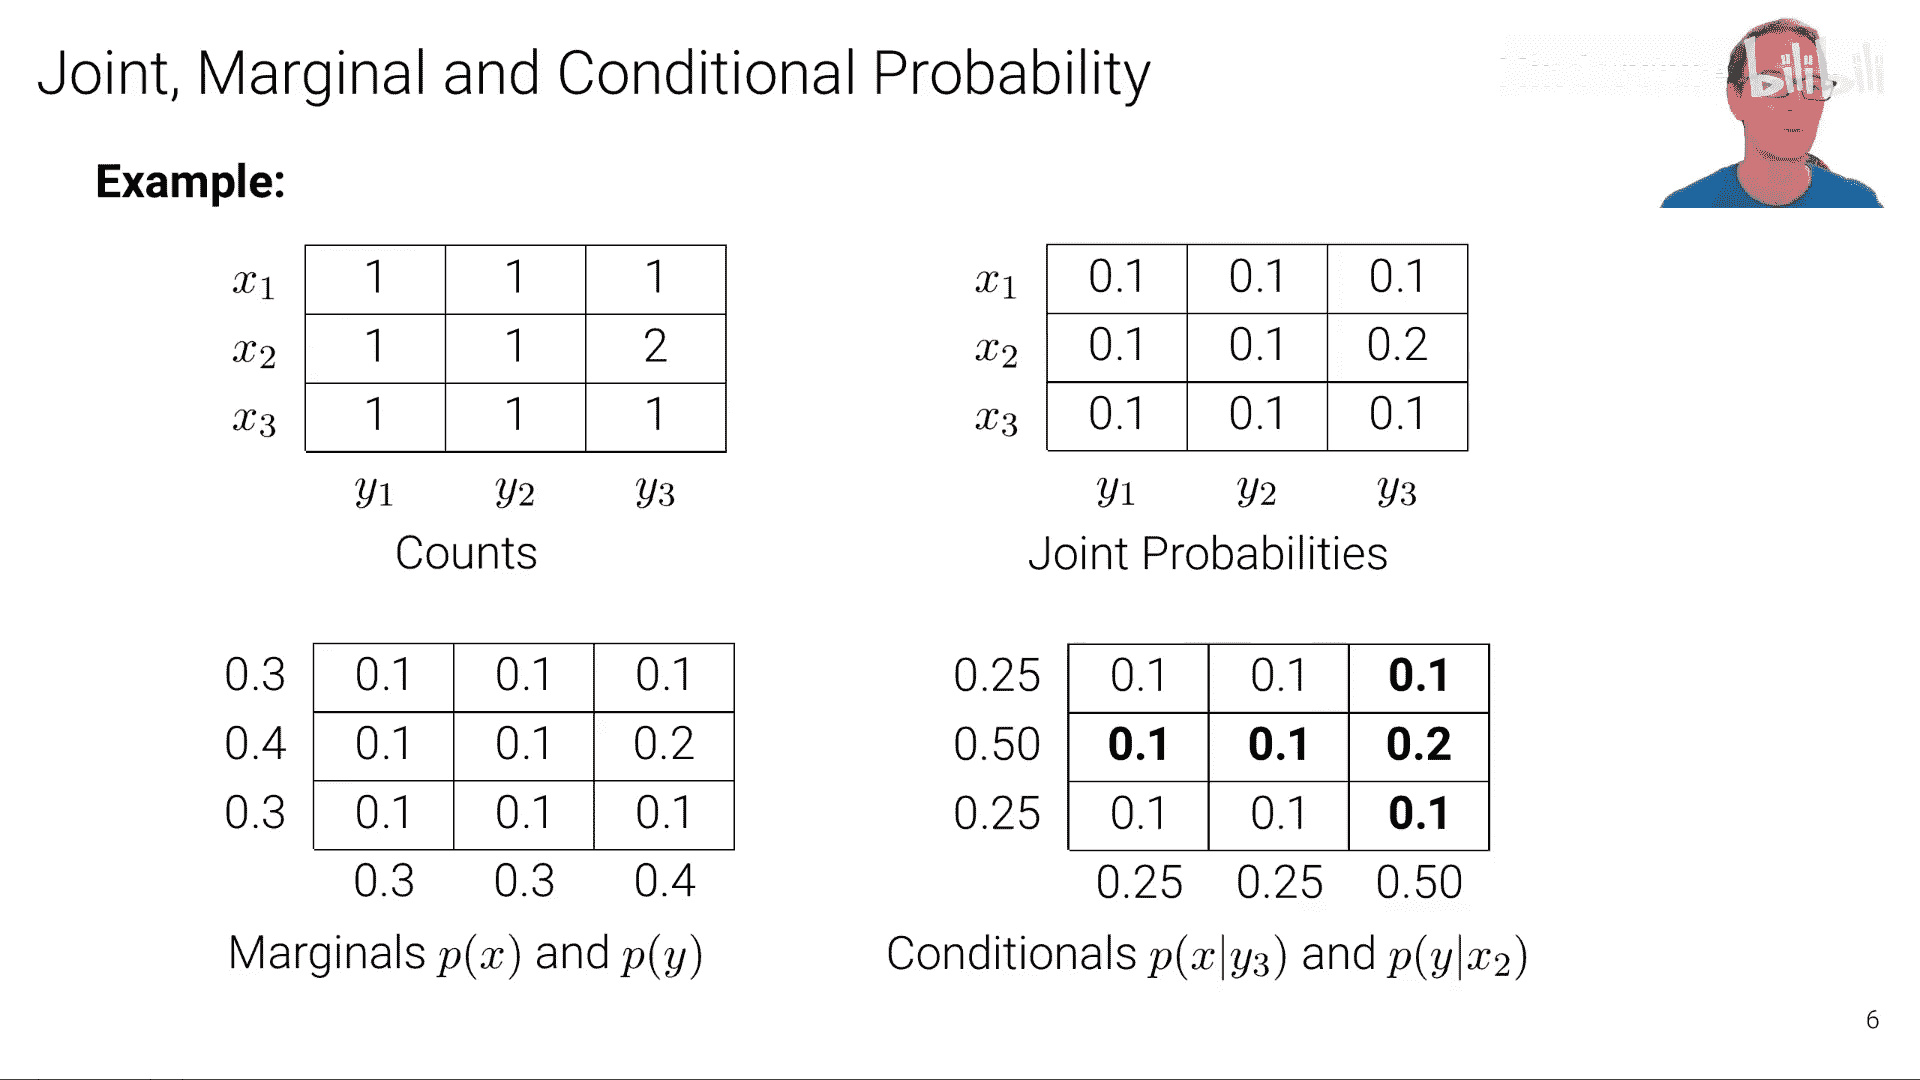 Joint, Marginal and Conditional Probability
bilibili
Example:
x₁ 1 1 1
x₂ 1 1 2
x₃ 1 1 1
y₁ y₂ y₃
Counts
x₁ 0.1 0.1 0.1
x₂ 0.1 0.1 0.2
x₃ 0.1 0.1 0.1
y₁ y₂ y₃
Joint Probabilities
0.3 0.1 0.1 0.1
0.4 0.1 0.1 0.2
0.3 0.1 0.1 0.1
0.3 0.3 0.4
Marginals p(x) and p(y)
0.25 0.1 0.1 0.1
0.50 0.1 0.1 0.2
0.25 0.1 0.1 0.1
0.25 0.25 0.50
Conditionals p(x|y₃) and p(y|x₂)
6